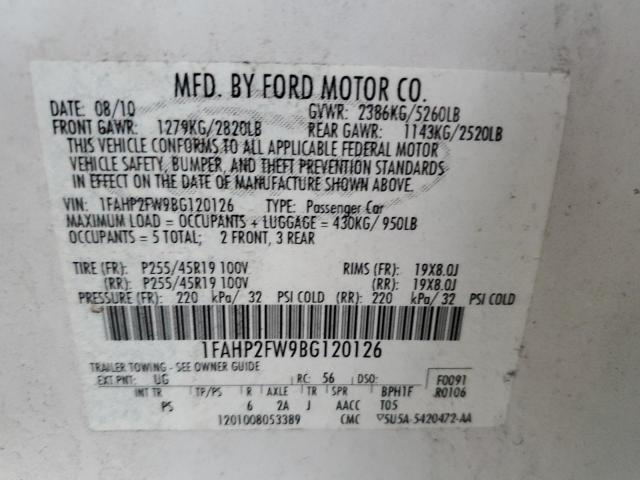 MFD. BY FORD MOTOR CO.
DATE: 08/10 GVWR: 2386KG/5260LB
FRONT GAWR: 1279KG/2820LB REAR GAWR: 1143KG/2520LB
THIS VEHICLE CONFORMS TO ALL APPLICABLE FEDERAL MOTOR
VEHICLE SAFETY, BUMPER, AND THEFT PREVENTION STANDARDS
IN EFFECT ON THE DATE OF MANUFACTURE SHOWN ABOVE.
VIN: 1FAHP2FW9BG120126 TYPE: Passenger Car
MAXIMUM LOAD = OCCUPANTS + LUGGAGE = 430KG/ 950LB
OCCUPANTS = 5 TOTAL; 2 FRONT, 3 REAR
TIRE (FR): P255/45R19 100V RIMS (FR): 19X8.0J
(RR): P255/45R19 100V (RR): 19X8.0J
PRESSURE (FR): 220 kPa/ 32 PSI COLD (RR): 220 kPa/ 32 PSI COLD
1FAHP2FW9BG120126
TRAILER TOWING - SEE OWNER GUIDE
EXT PNT: UG RC: 56 DSO: F0091
INT TR TP/PS R AXLE TR SPR BPH1F R0106
PS 6 2A J AACC T05
1201008053389 CMC ▽5U5A-5420472-AA